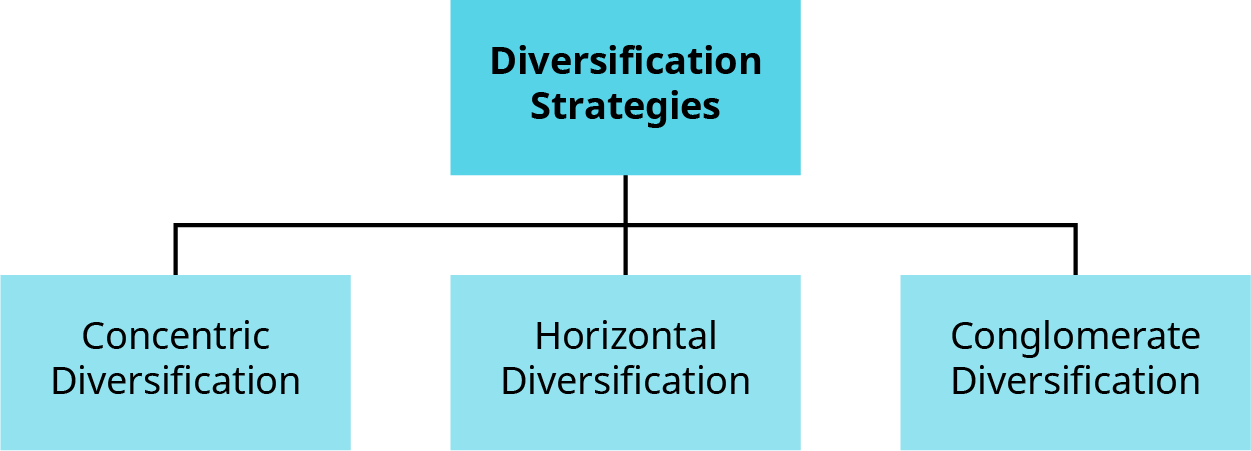 Diversification
Strategies
Concentric
Diversification
Horizontal
Diversification
Conglomerate
Diversification